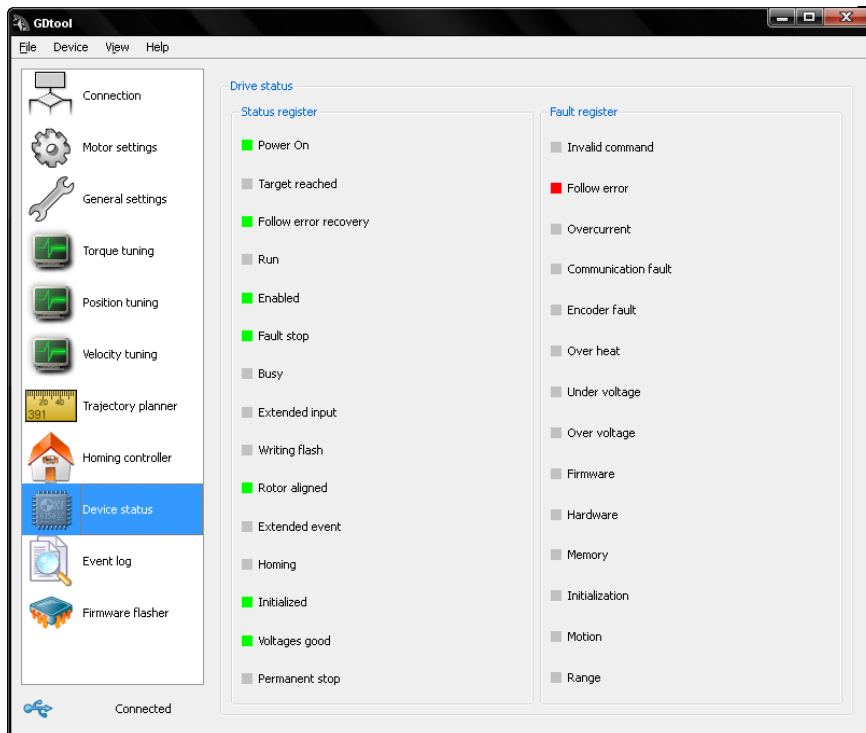 GDtool
File Device View Help
Connection
Motor settings
General settings
Torque tuning
Position tuning
Velocity tuning
20 40
391
Trajectory planner
Homing controller
Device status
Event log
Firmware flasher
Connected
Drive status
Status register
Power On
Target reached
Follow error recovery
Run
Enabled
Fault stop
Busy
Extended input
Writing flash
Rotor aligned
Extended event
Homing
Initialized
Voltages good
Permanent stop
Fault register
Invalid command
Follow error
Overcurrent
Communication fault
Encoder fault
Over heat
Under voltage
Over voltage
Firmware
Hardware
Memory
Initialization
Motion
Range